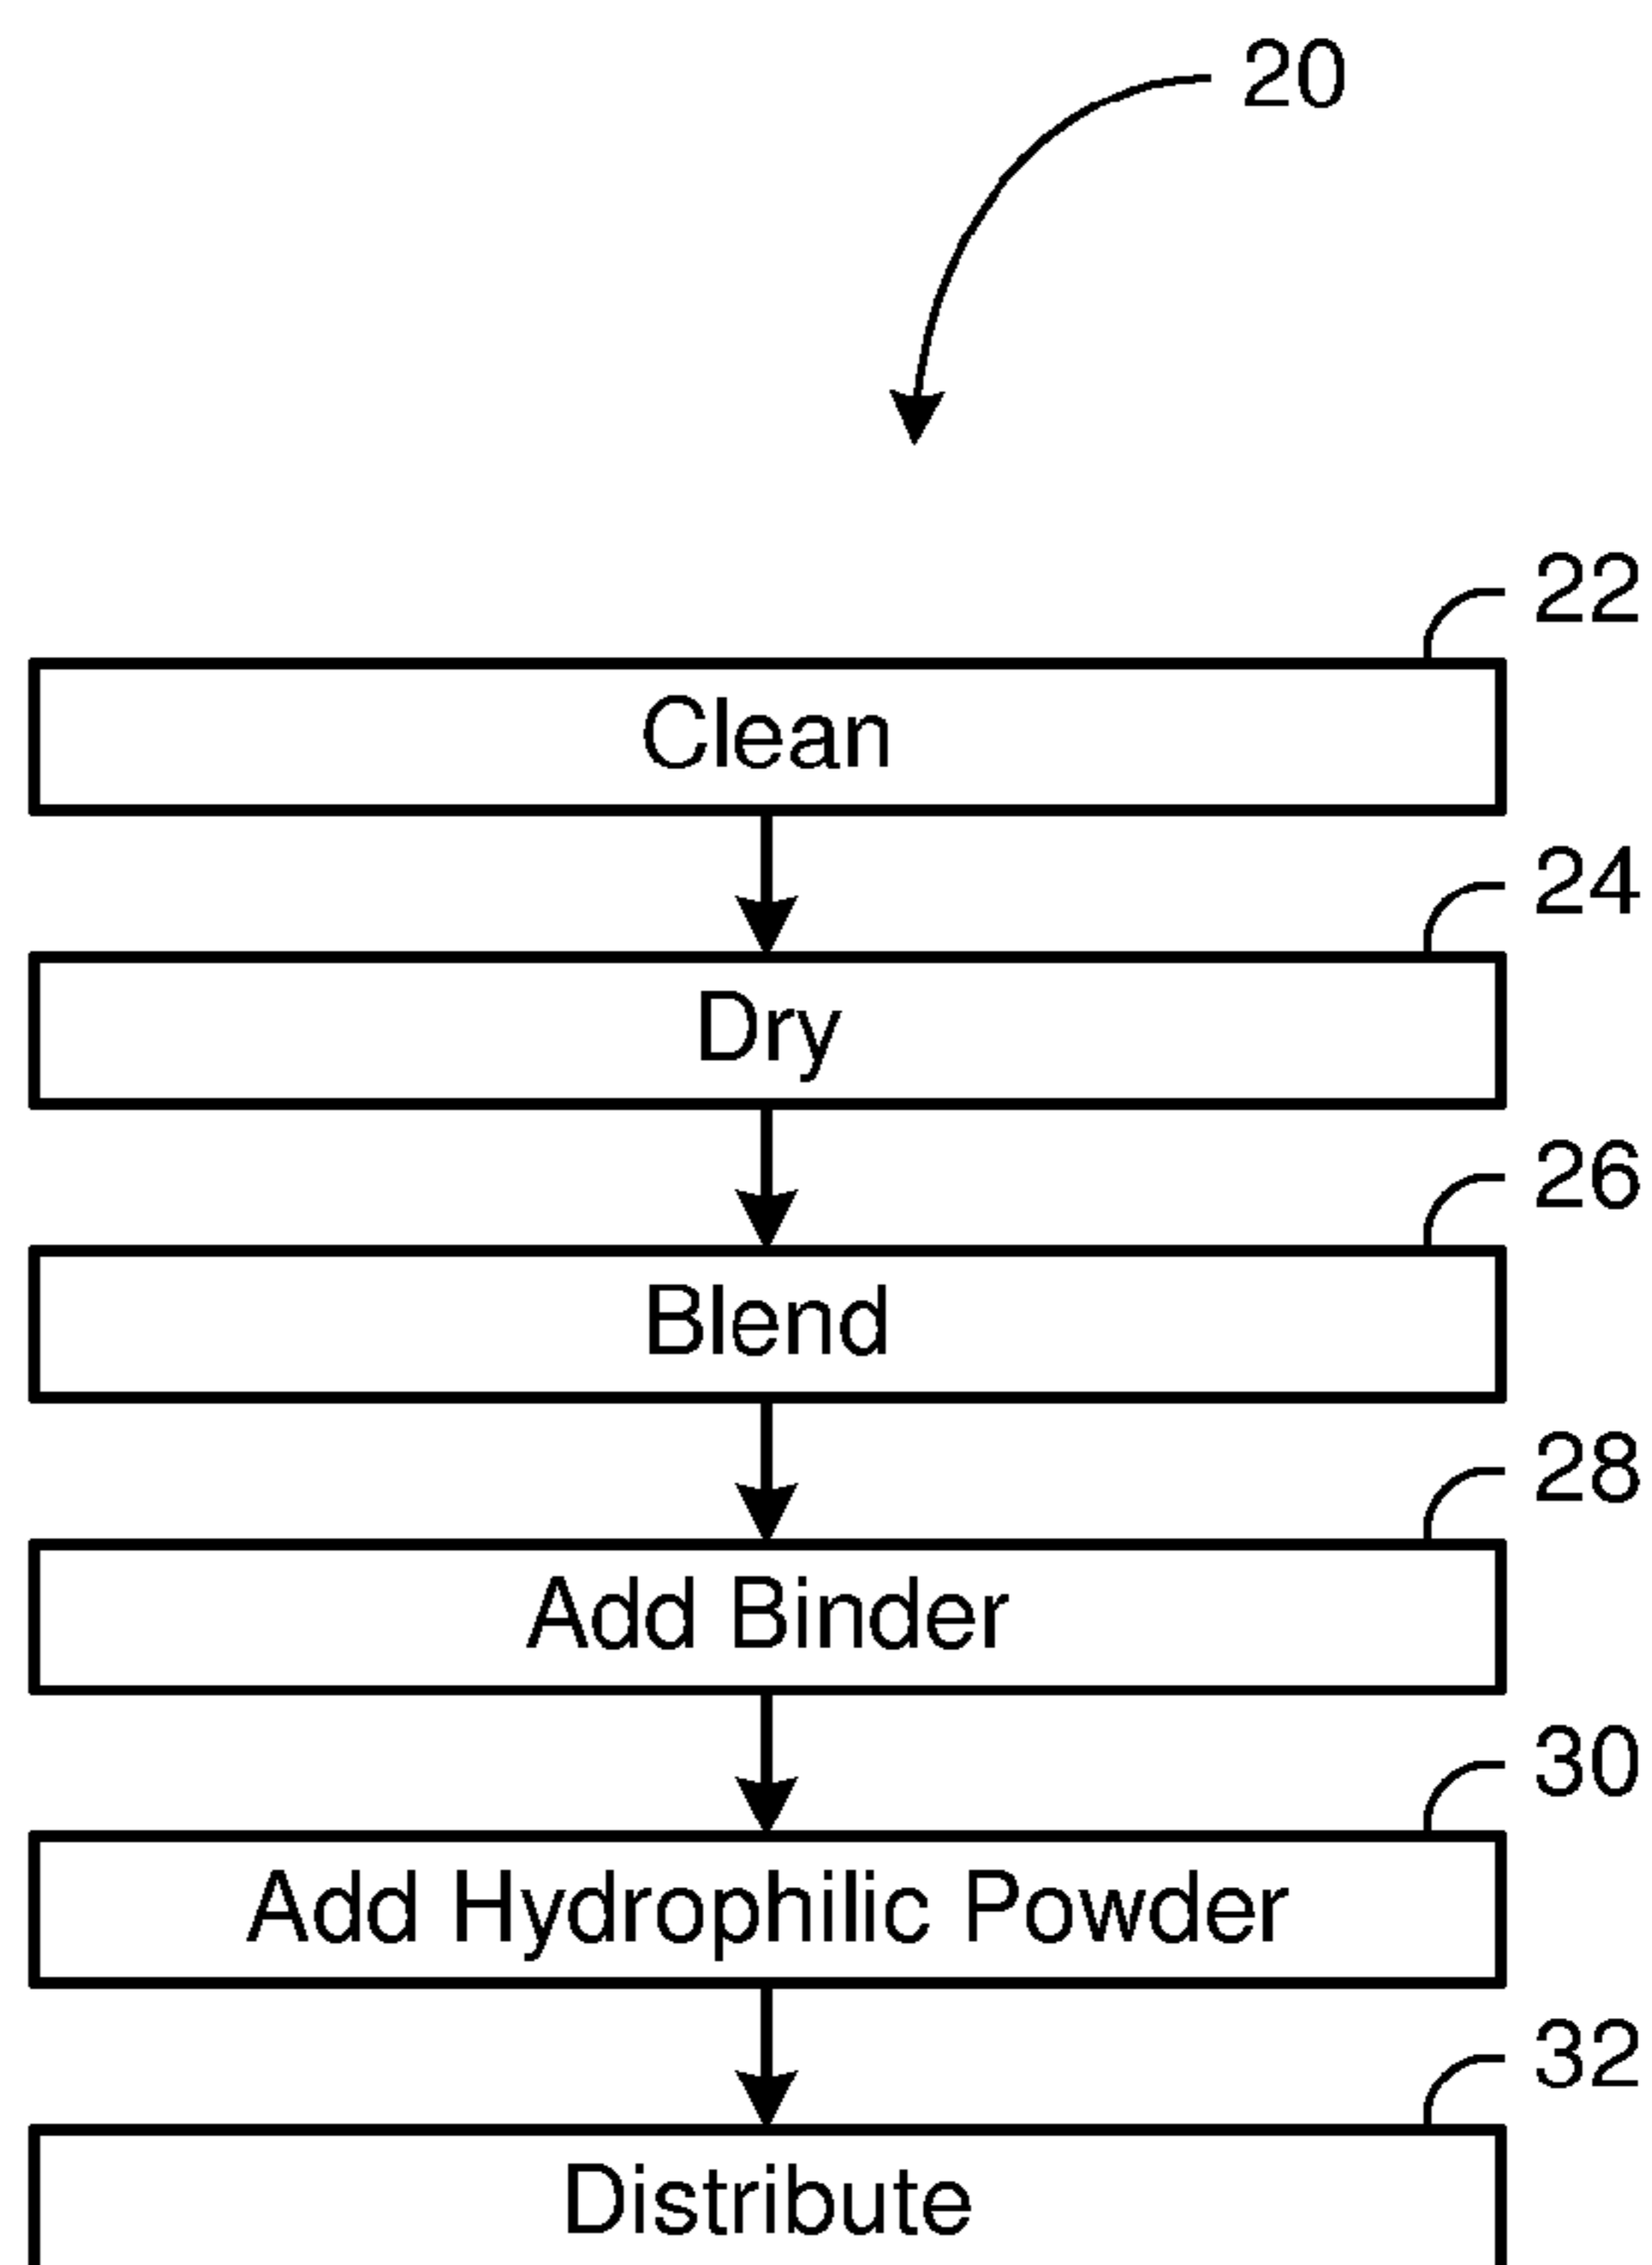 20
22
Clean
24
Dry
26
Blend
28
Add Binder
30
Add Hydrophilic Powder
32
Distribute